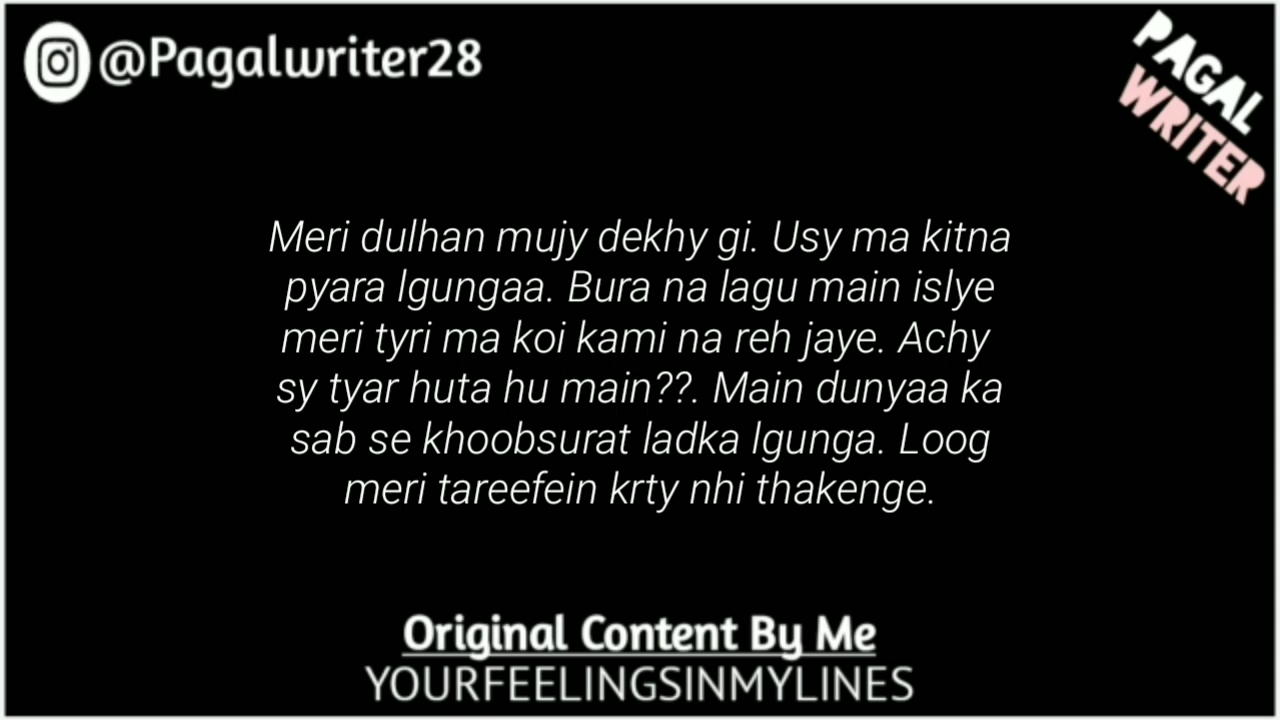 @Pagalwriter28
PAGAL
WRITER
Meri dulhan mujy dekhy gi. Usy ma kitna
pyara lgungaa. Bura na lagu main islye
meri tyri ma koi kami na reh jaye. Achy
sy tyar huta hu main??. Main dunyaa ka
sab se khoobsurat ladka lgunga. Loog
meri tareefein krty nhi thakenge.
Original Content By Me
YOURFEELINGSINMYLINES